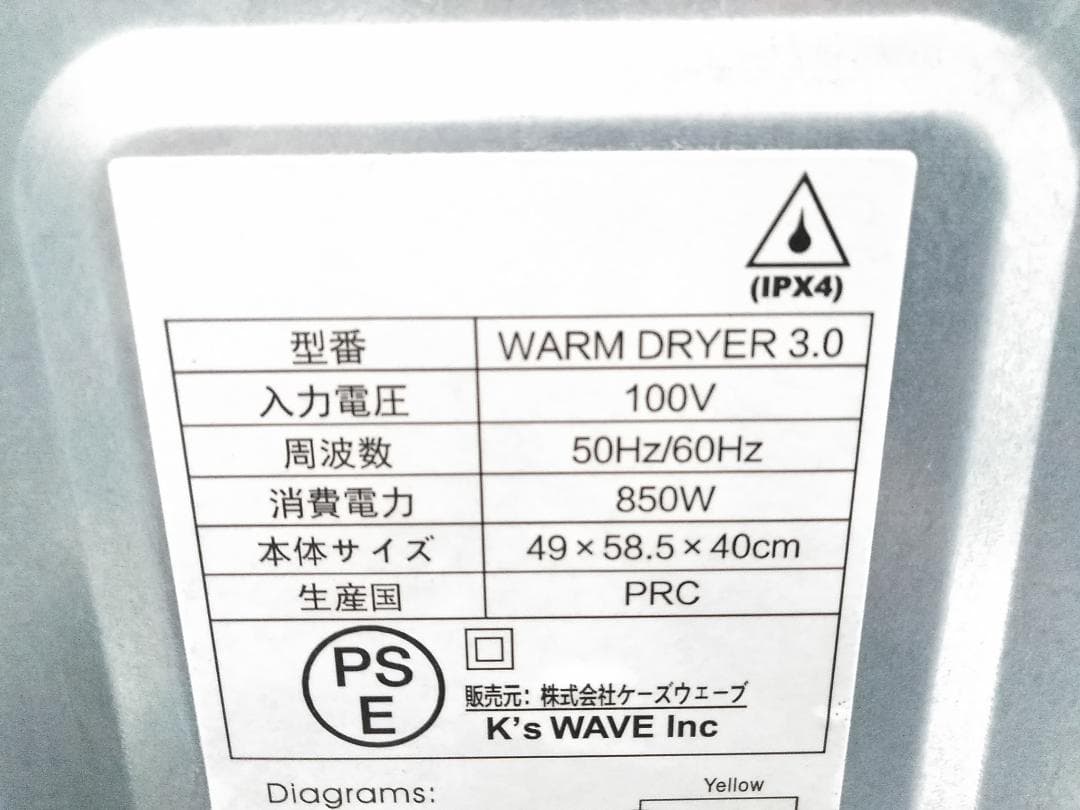 (IPX4)
型番 WARM DRYER 3.0
入力電圧 100V
周波数 50Hz/60Hz
消費電力 850W
本体サイズ 49×58.5×40cm
生産国 PRC
PS
E
販売元: 株式会社ケーズウェーブ
K's WAVE Inc
Diagrams:
Yellow